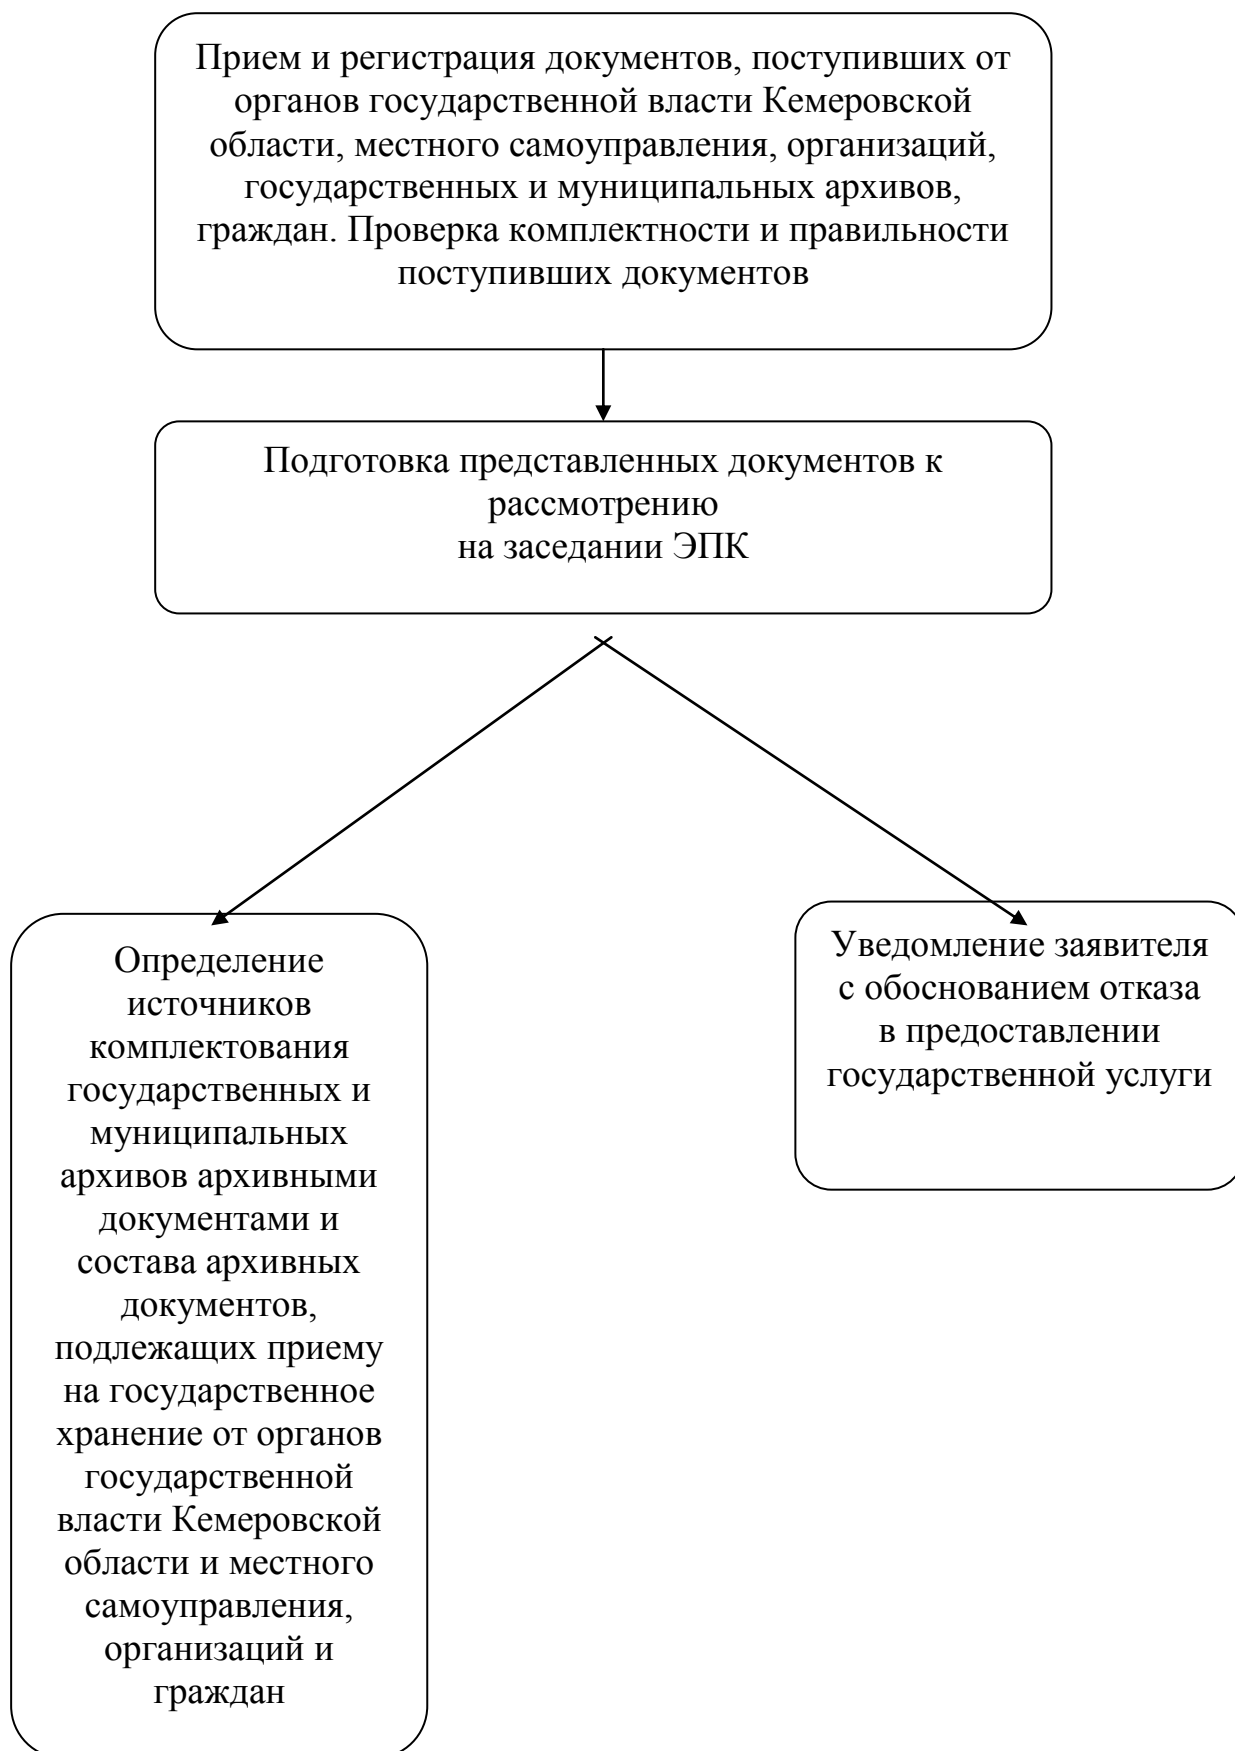 Прием и регистрация документов, поступивших от
органов государственной власти Кемеровской
области, местного самоуправления, организаций,
государственных и муниципальных архивов,
граждан. Проверка комплектности и правильности
поступивших документов
Подготовка представленных документов к
рассмотрению
на заседании ЭПК
Определение
источников
комплектования
государственных и
муниципальных
архивов архивными
документами и
состава архивных
документов,
подлежащих приему
на государственное
хранение от органов
государственной
власти Кемеровской
области и местного
самоуправления,
организаций и
граждан
Уведомление заявителя
с обоснованием отказа
в предоставлении
государственной услуги